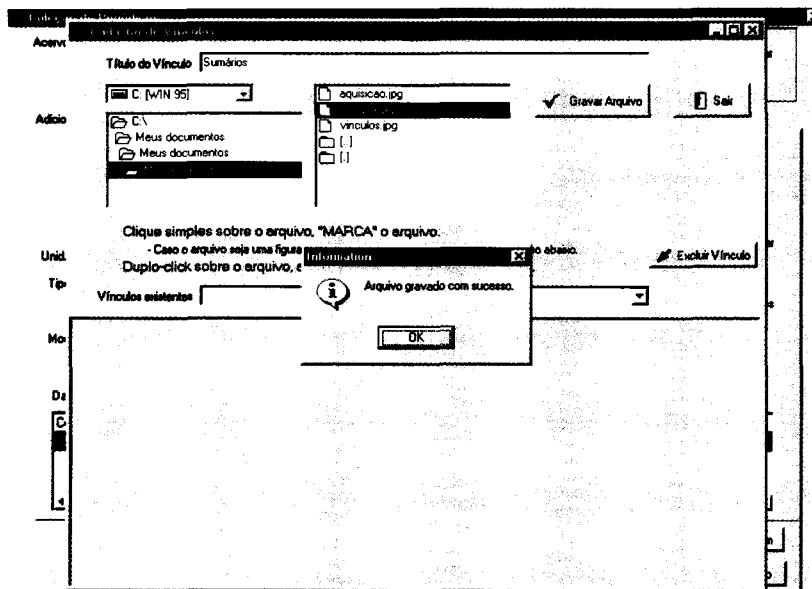 Acerv
Título do Vínculo Sumários
C: [WIN 95]
aquisicao.jpg
Gravar Arquivo
Sair
Adicio
C:\
Meus documentos
Meus documentos
vinculos.jpg
[..]
[.]
Clique simples sobre o arquivo, "MARCA" o arquivo.
- Caso o arquivo seja uma figura
abaixo.
Unid.
Information
Excluir Vínculo
Duplo-click sobre o arquivo,
Tip
Arquivo gravado com sucesso.
Vínculos existentes
OK
Mo
Da